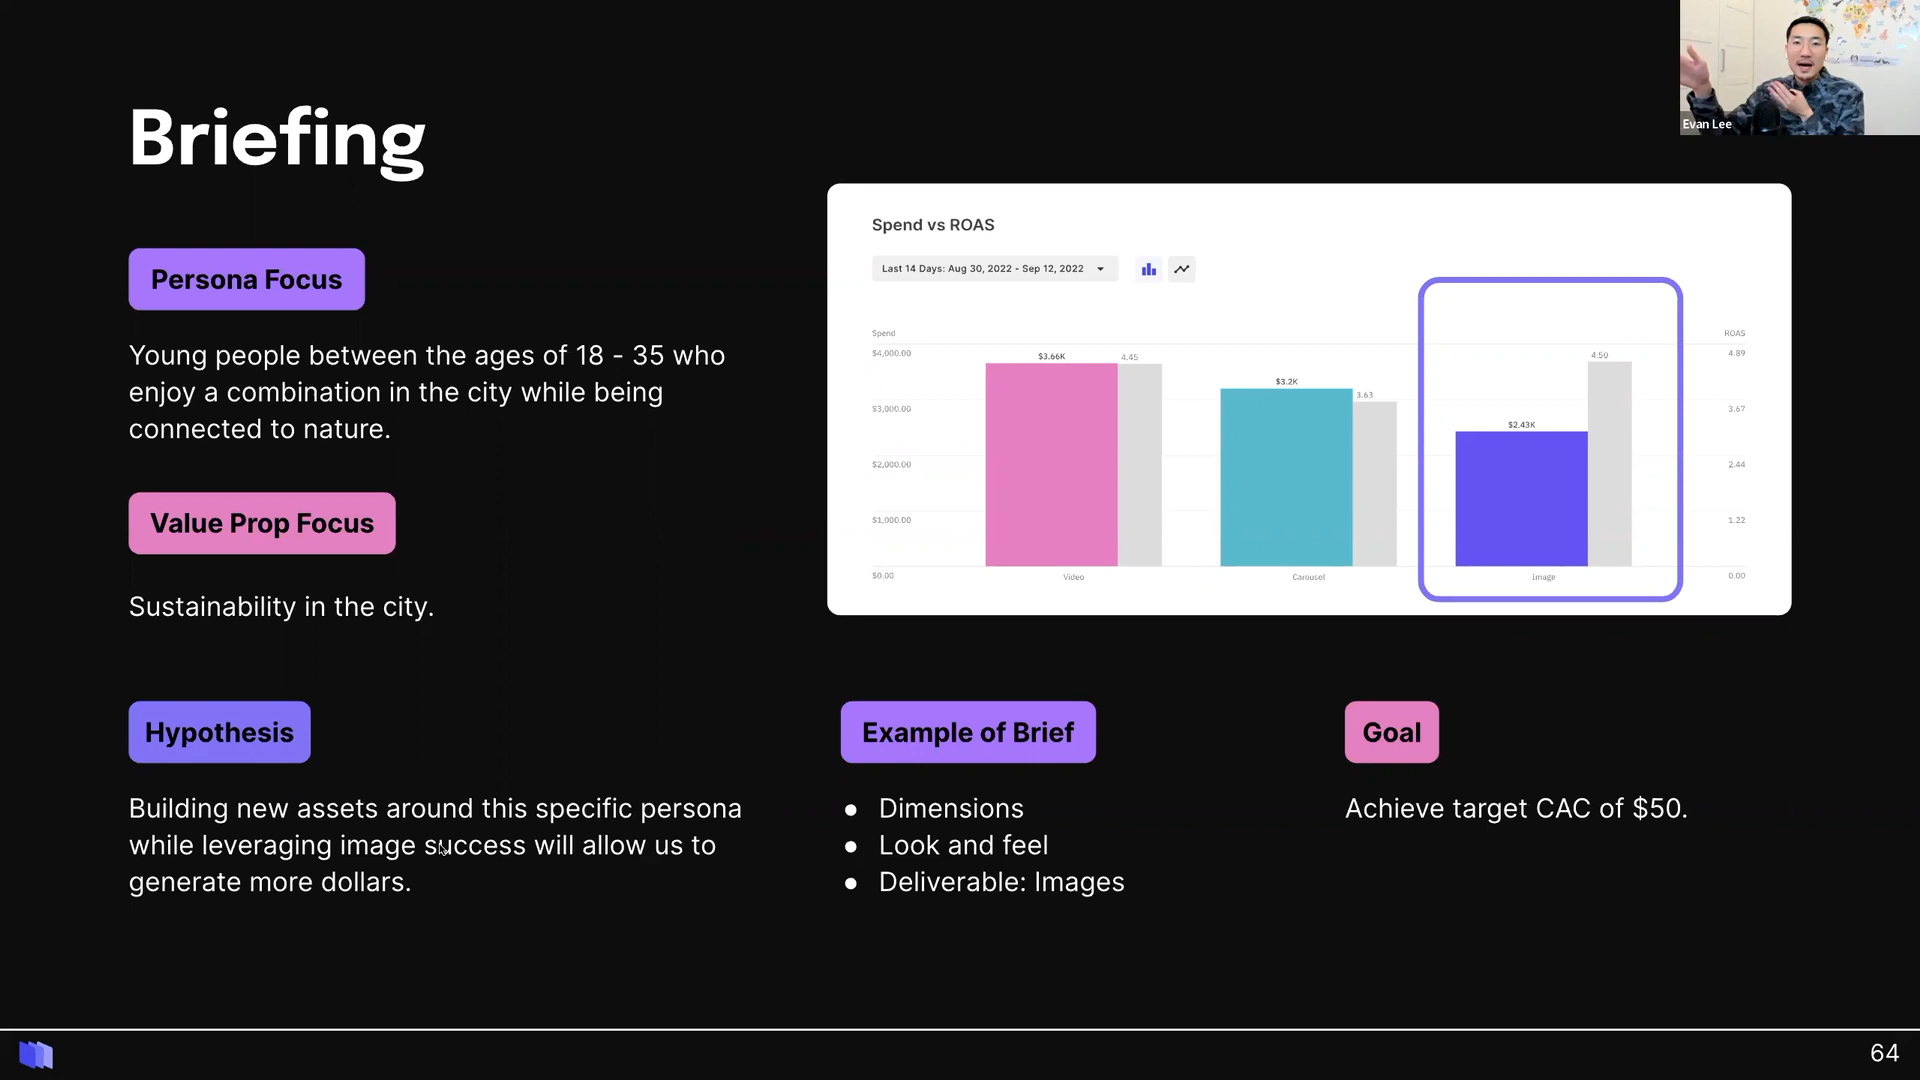 Briefing
Evan Lee
Persona Focus
Young people between the ages of 18 - 35 who
enjoy a combination in the city while being
connected to nature.
Value Prop Focus
Sustainability in the city.
Spend vs ROAS
Last 14 Days: Aug 30, 2022 - Sep 12, 2022
Spend
ROAS
$4,000.00
$3.66K
4.45
4.50
4.89
$3.2K
3.63
$3,000.00
3.67
$2.43K
$2,000.00
2.44
$1,000.00
1.22
$0.00
Video
Carousel
Image
0.00
Hypothesis
Building new assets around this specific persona
while leveraging image success will allow us to
generate more dollars.
Example of Brief
● Dimensions
● Look and feel
● Deliverable: Images
Goal
Achieve target CAC of $50.
64